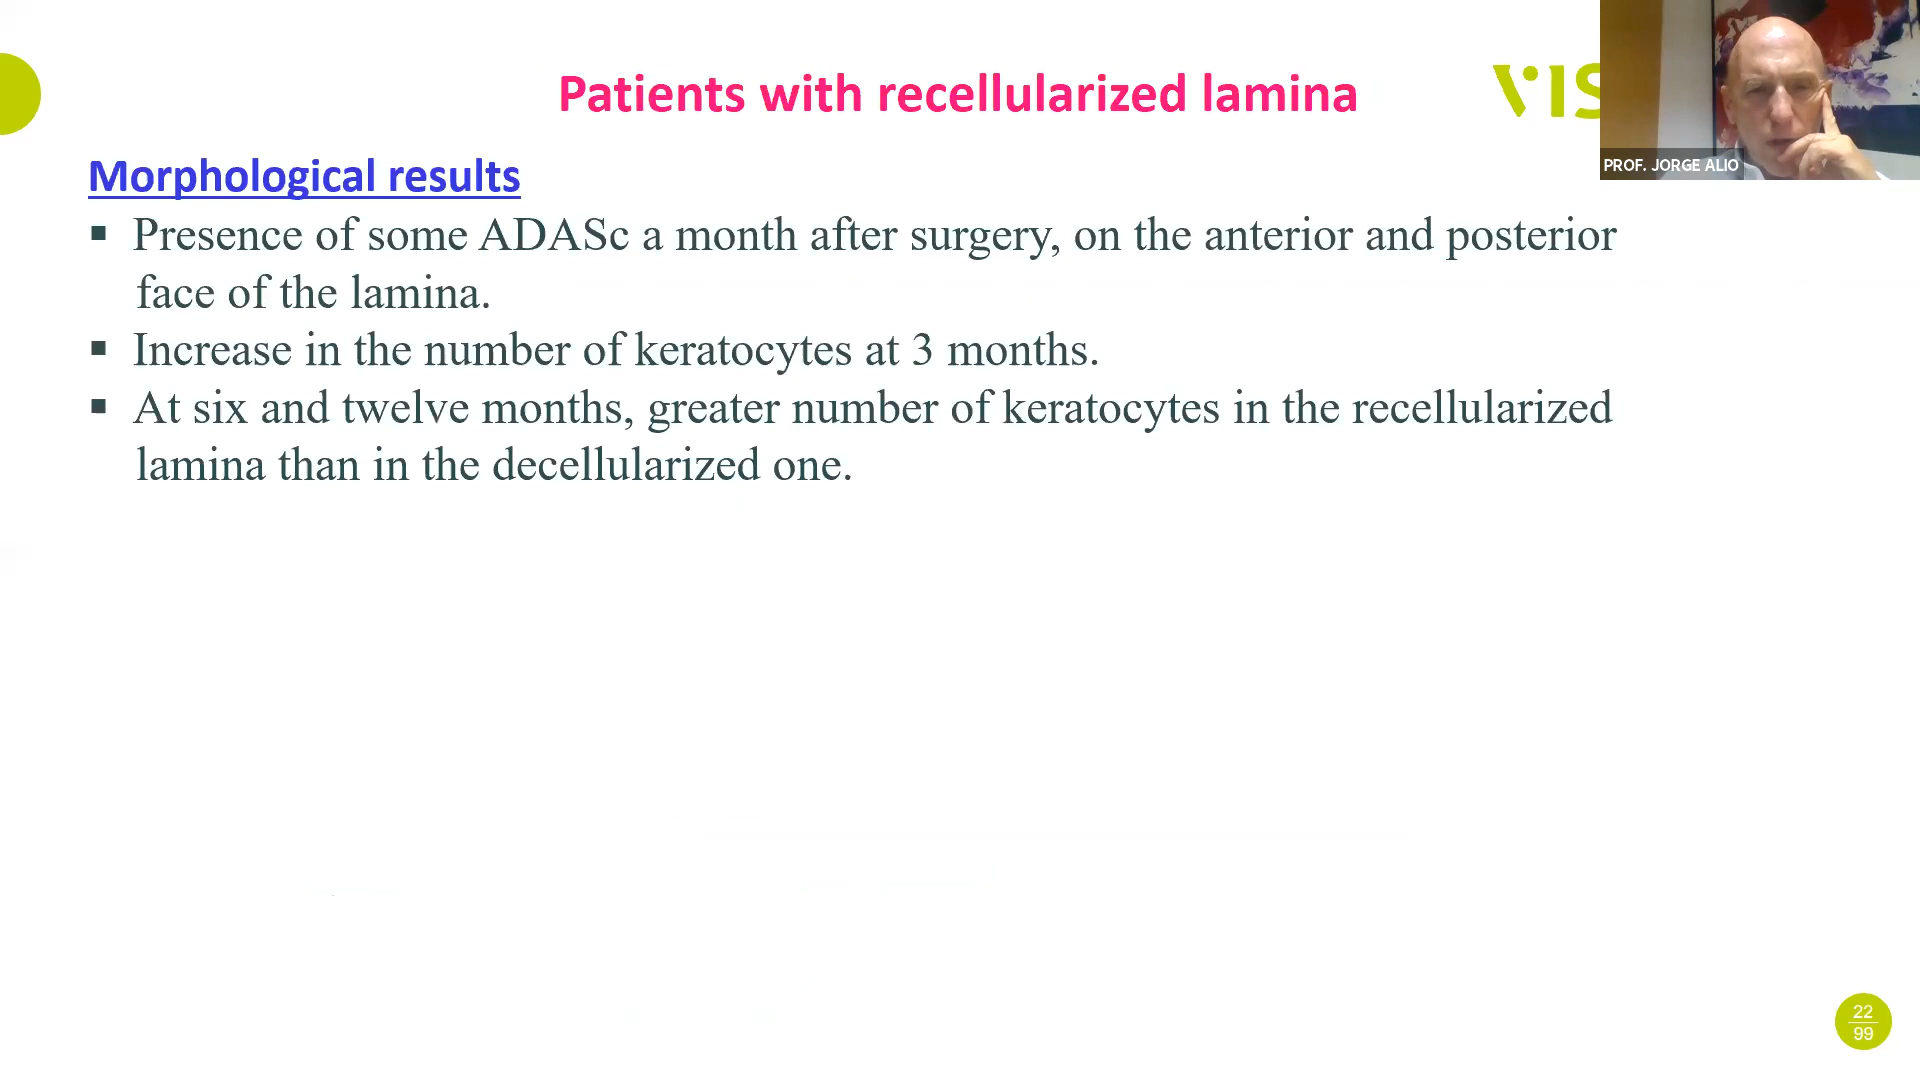 Patients with recellularized lamina
VIS
PROF. JORGE ALIO
Morphological results
▪ Presence of some ADASc a month after surgery, on the anterior and posterior
face of the lamina.
▪ Increase in the number of keratocytes at 3 months.
▪ At six and twelve months, greater number of keratocytes in the recellularized
lamina than in the decellularized one.
22
99